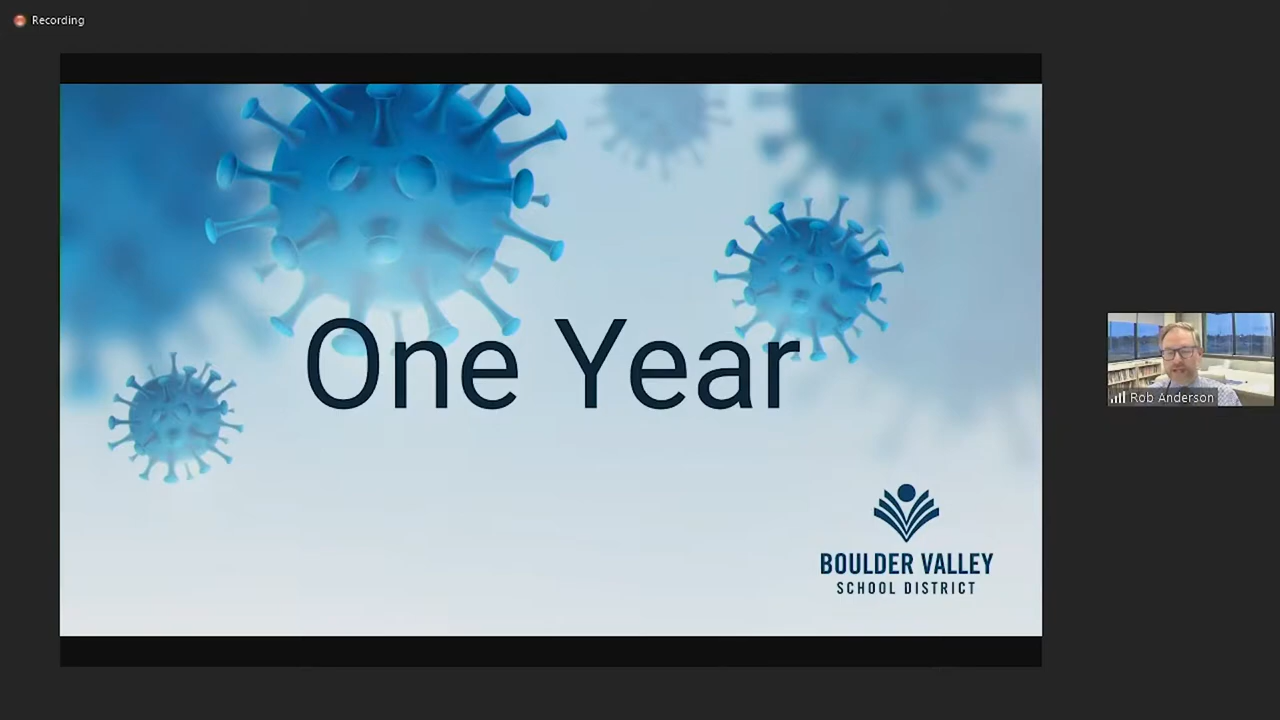 Recording
One Year
BOULDER VALLEY
SCHOOL DISTRICT
Rob Anderson